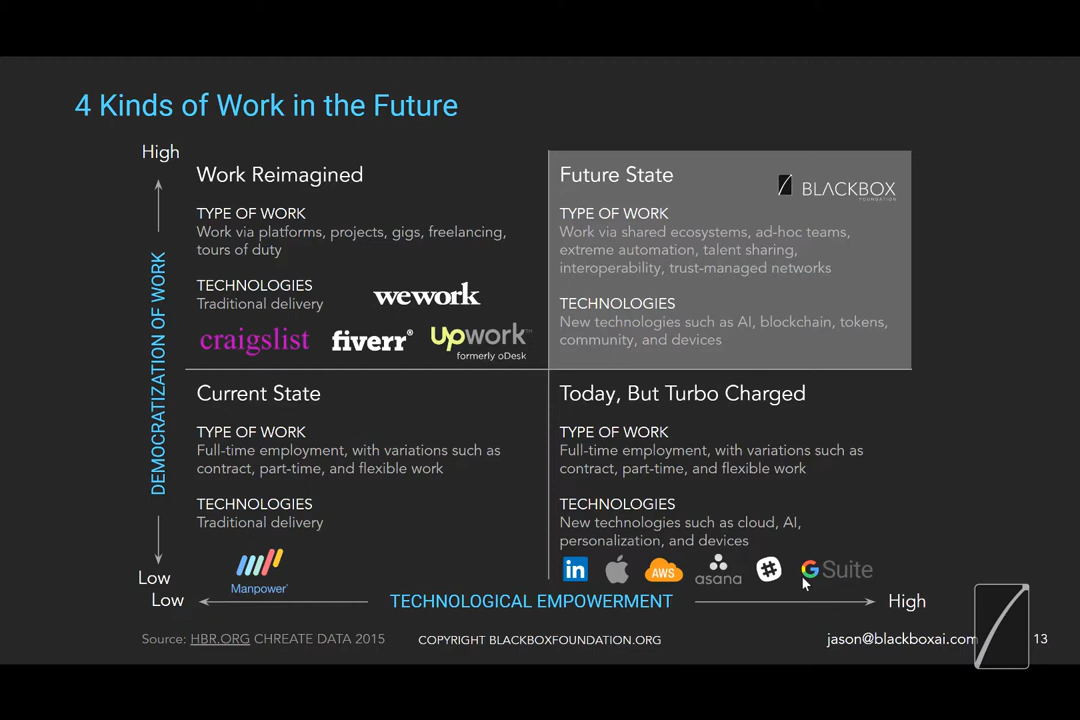 4 Kinds of Work in the Future
High
Work Reimagined
TYPE OF WORK
Work via platforms, projects, gigs, freelancing,
tours of duty
TECHNOLOGIES
Traditional delivery
wework
craigslist
fiverr®
Upwork™
formerly oDesk
Future State
BLACKBOX
FOUNDATION
TYPE OF WORK
Work via shared ecosystems, ad-hoc teams,
extreme automation, talent sharing,
interoperability, trust-managed networks
TECHNOLOGIES
New technologies such as AI, blockchain, tokens,
community, and devices
DEMOCRATIZATION OF WORK
Current State
TYPE OF WORK
Full-time employment, with variations such as
contract, part-time, and flexible work
TECHNOLOGIES
Traditional delivery
Manpower
Today, But Turbo Charged
TYPE OF WORK
Full-time employment, with variations such as
contract, part-time, and flexible work
TECHNOLOGIES
New technologies such as cloud, AI,
personalization, and devices
in
AWS
asana
G Suite
Low
Low
TECHNOLOGICAL EMPOWERMENT
High
Source: HBR.ORG CHREATE DATA 2015
COPYRIGHT BLACKBOXFOUNDATION.ORG
jason@blackboxai.com
13